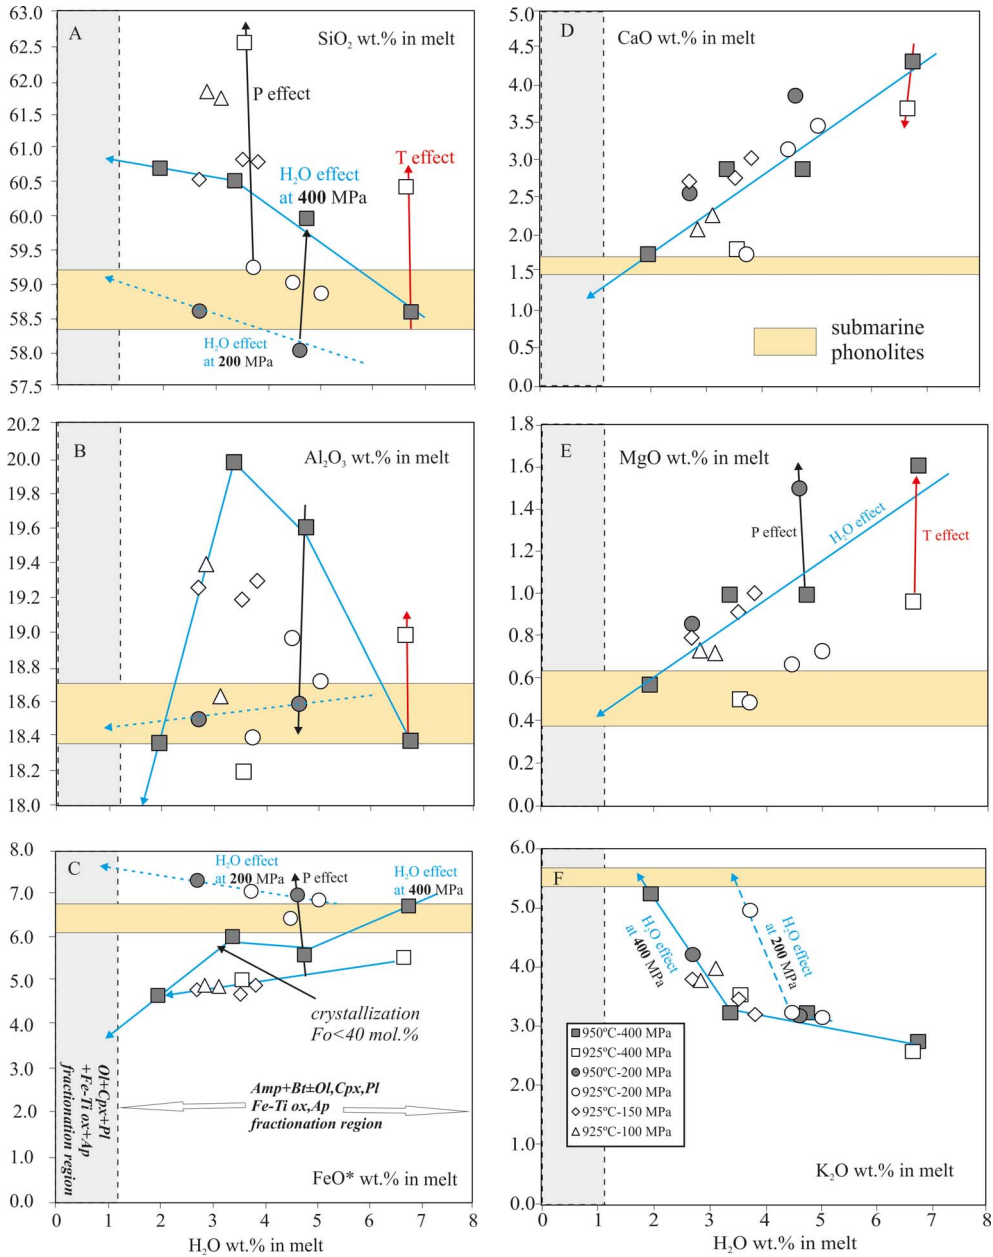 A
SiO₂ wt.% in melt
63.0
62.5
62.0
61.5
61.0
60.5
60.0
59.5
59.0
58.5
58.0
57.5
P effect
H₂O effect
at 400 MPa
T effect
H₂O effect
at 200 MPa
D
CaO wt.% in melt
5.0
4.5
4.0
3.5
3.0
2.5
2.0
1.5
1.0
0.5
0.0
submarine
phonolites
B
Al₂O₃ wt.% in melt
20.2
20.0
19.6
19.2
19.0
18.8
18.6
18.4
18.2
18.0
E
MgO wt.% in melt
1.8
1.6
1.4
1.2
1.0
0.8
0.6
0.4
0.2
0.0
P effect
H₂O effect
T effect
C
8.0
7.0
6.0
5.0
4.0
3.0
2.0
1.0
0.0
H₂O effect
at 200 MPa
P effect
H₂O effect
at 400 MPa
crystallization
Fo<40 mol.%
Ol+Cpx+Pl
+Fe-Ti ox+Ap
fractionation region
Amp+Bt±Ol,Cpx,Pl
Fe-Ti ox,Ap
fractionation region
FeO* wt.% in melt
0 1 2 3 4 5 6 7 8
H₂O wt.% in melt
F
6.0
5.0
4.0
3.0
2.0
1.0
0.0
H₂O effect
at 400 MPa
H₂O effect
at 200 MPa
950ºC-400 MPa
925ºC-400 MPa
950ºC-200 MPa
925ºC-200 MPa
925ºC-150 MPa
925ºC-100 MPa
K₂O wt.% in melt
0 1 2 3 4 5 6 7 8
H₂O wt.% in melt